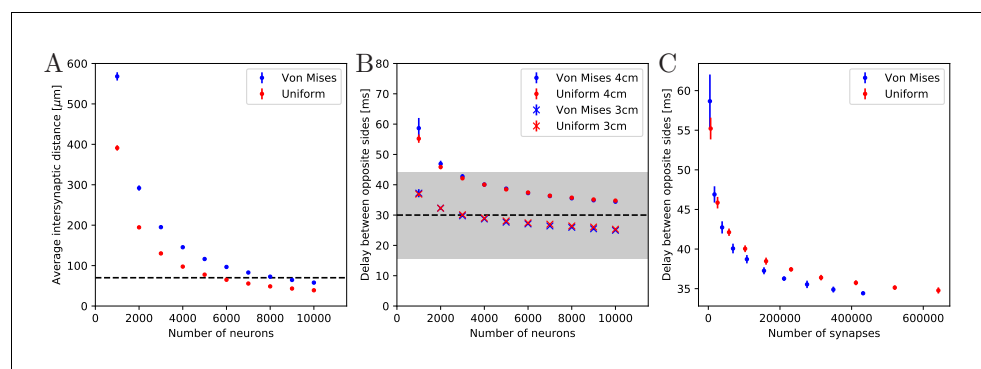 A
600
500
400
300
200
100
0
0 2000 4000 6000 8000 10000
Average intersynaptic distance [μm]
Number of neurons
Von Mises
Uniform
B
80
70
60
50
40
30
20
10
0
0 2000 4000 6000 8000 10000
Delay between opposite sides [ms]
Number of neurons
Von Mises 4cm
Uniform 4cm
Von Mises 3cm
Uniform 3cm
C
60
55
50
45
40
35
0 200000 400000 600000
Delay between opposite sides [ms]
Number of synapses
Von Mises
Uniform